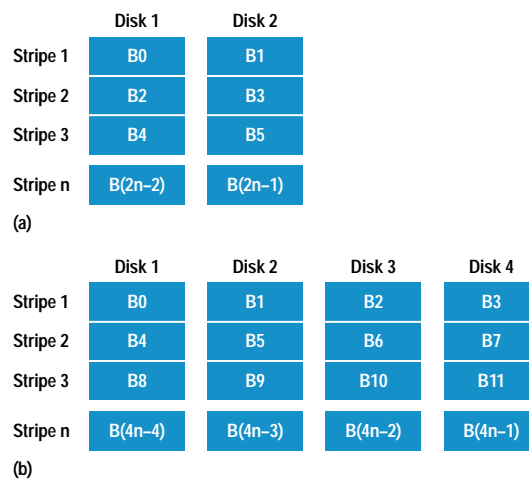 Disk 1 Disk 2
Stripe 1 B0 B1
Stripe 2 B2 B3
Stripe 3 B4 B5
Stripe n B(2n–2) B(2n–1)
(a)
Disk 1 Disk 2 Disk 3 Disk 4
Stripe 1 B0 B1 B2 B3
Stripe 2 B4 B5 B6 B7
Stripe 3 B8 B9 B10 B11
Stripe n B(4n–4) B(4n–3) B(4n–2) B(4n–1)
(b)